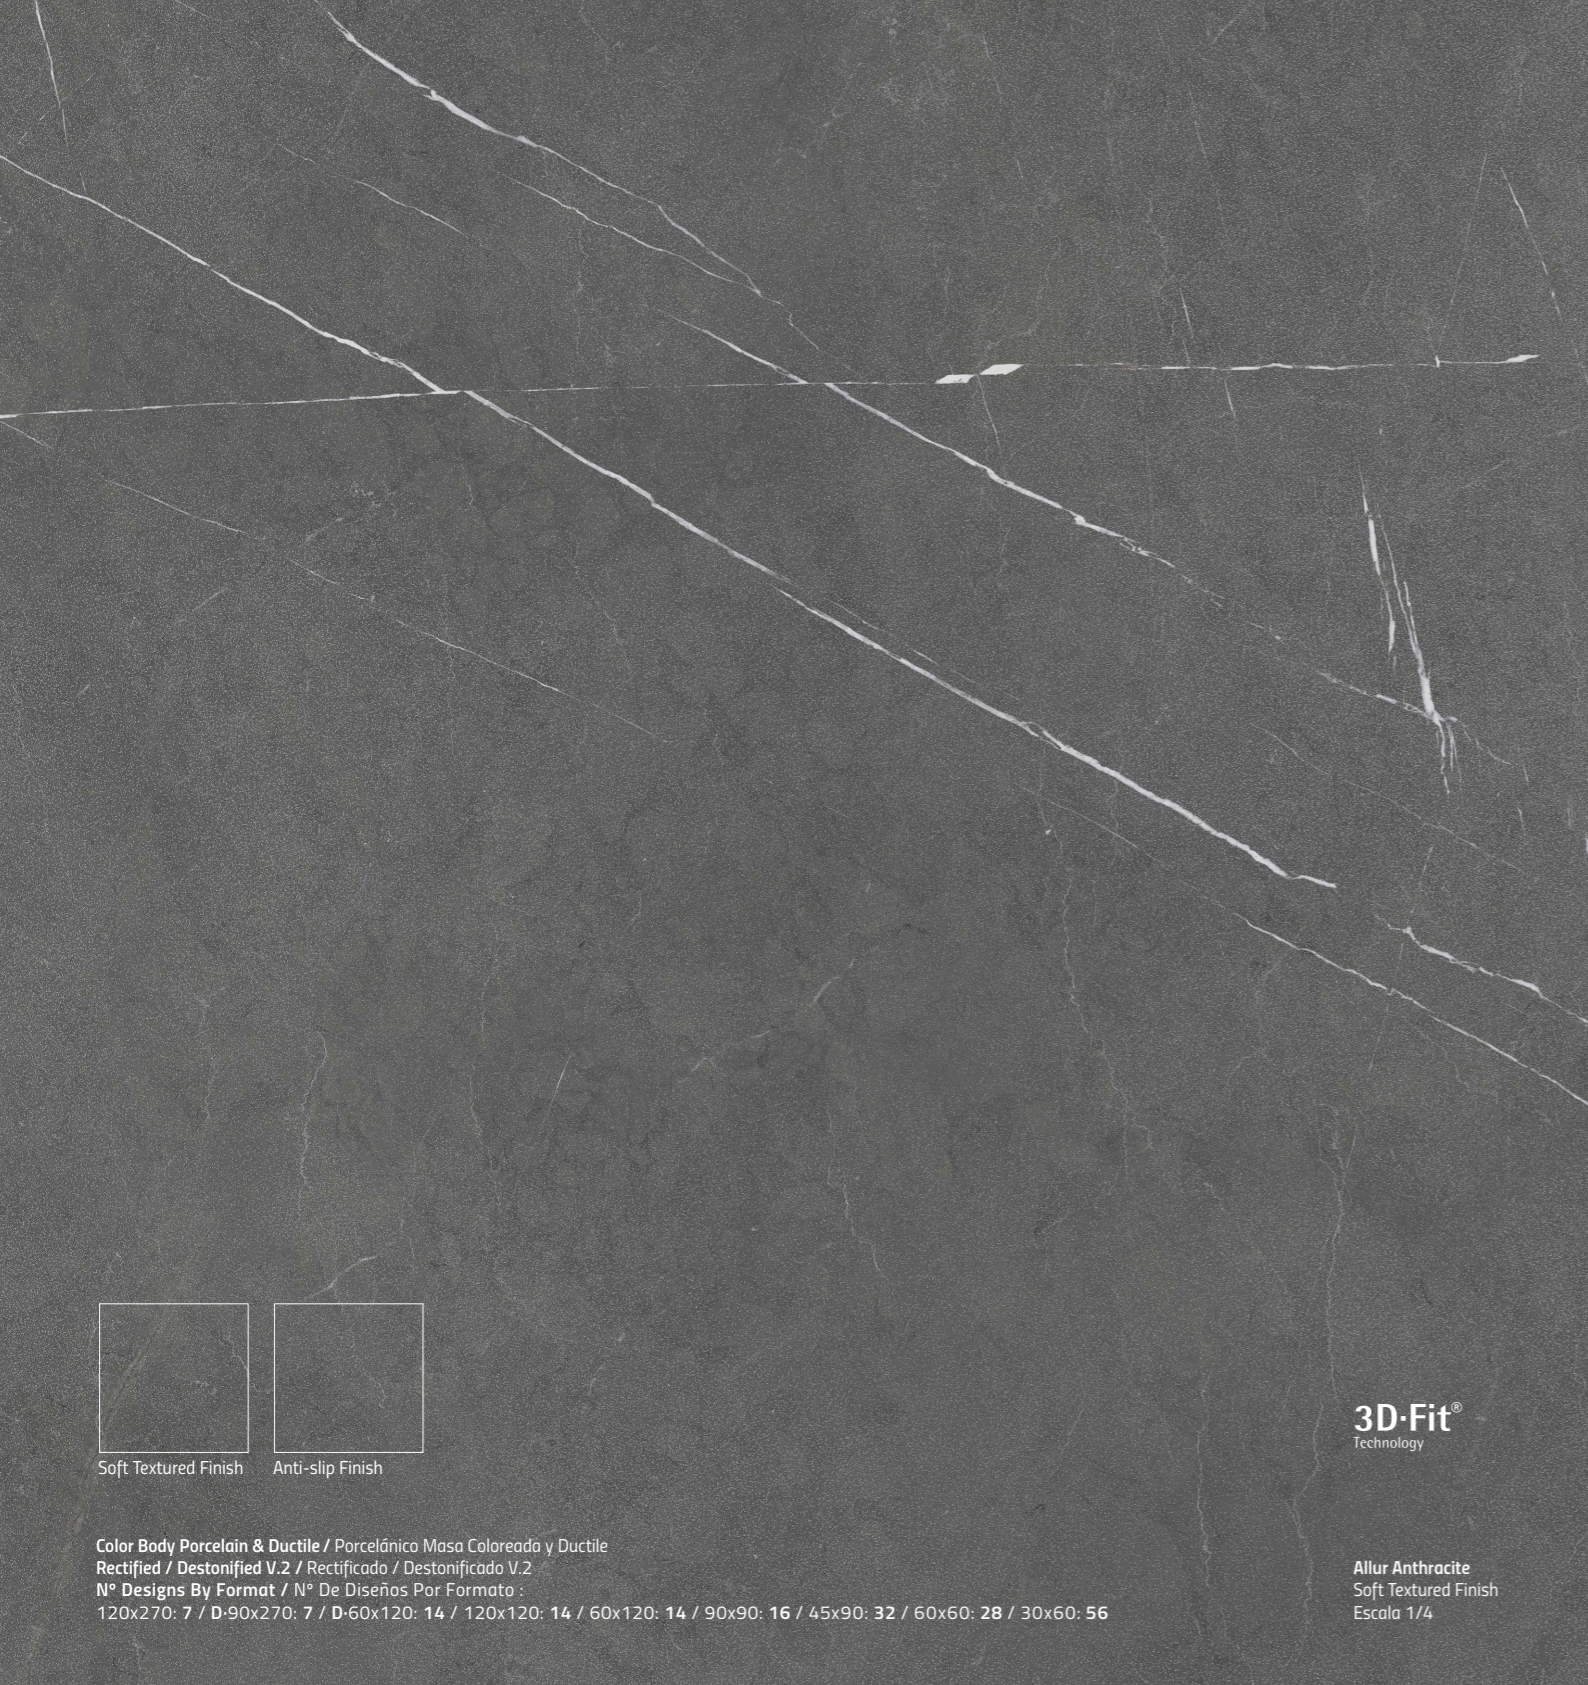 Soft Textured Finish
Anti-slip Finish
3D·Fit®
Technology
Color Body Porcelain & Ductile / Porcelánico Masa Coloreada y Ductile
Rectified / Destonified V.2 / Rectificado / Destonificado V.2
Nº Designs By Format / Nº De Diseños Por Formato :
120x270: 7 / D·90x270: 7 / D·60x120: 14 / 120x120: 14 / 60x120: 14 / 90x90: 16 / 45x90: 32 / 60x60: 28 / 30x60: 56
Allur Anthracite
Soft Textured Finish
Escala 1/4